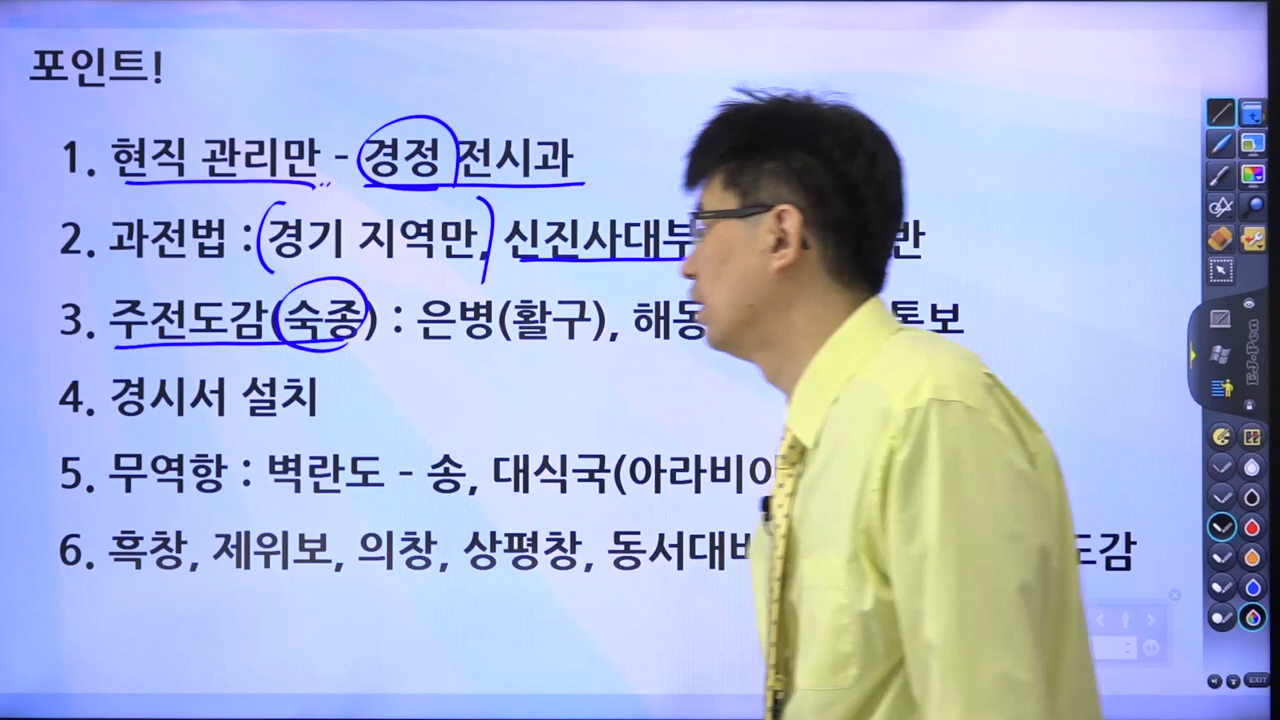 포인트!
1. 현직 관리만 - 경정 전시과
2. 과전법 : (경기 지역만), 신진사대부 반
3. 주전도감(숙종) : 은병(활구), 해동 통보
4. 경시서 설치
5. 무역항 : 벽란도 - 송, 대식국(아라비아
6. 흑창, 제위보, 의창, 상평창, 동서대비 도감
EJ-Pen
EXIT